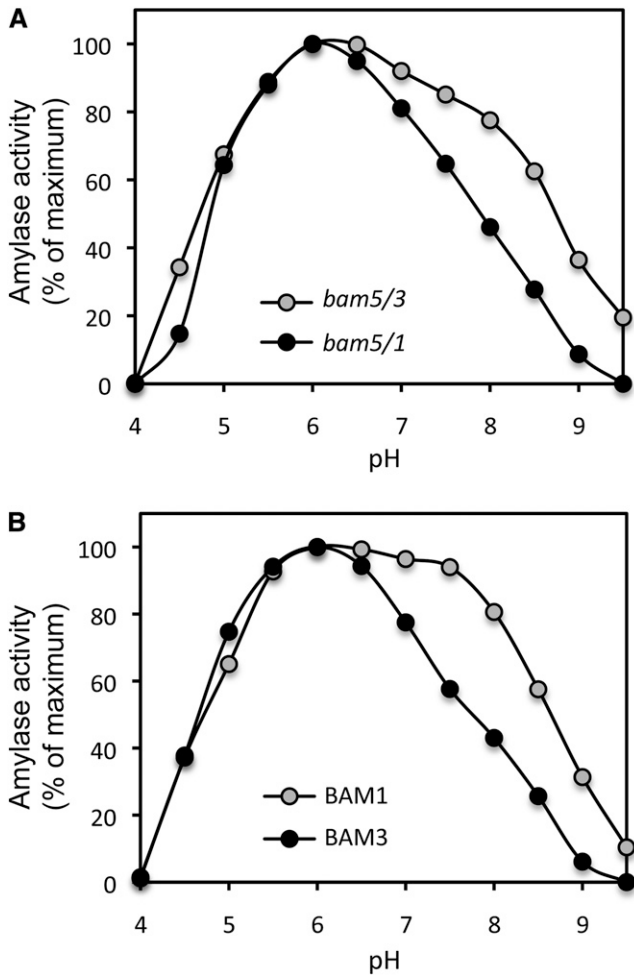 A
Amylase activity
(% of maximum)
100
80
60
40
20
0
bam5/3
bam5/1
4 5 6 7 8 9
pH
B
Amylase activity
(% of maximum)
100
80
60
40
20
0
BAM1
BAM3
4 5 6 7 8 9
pH